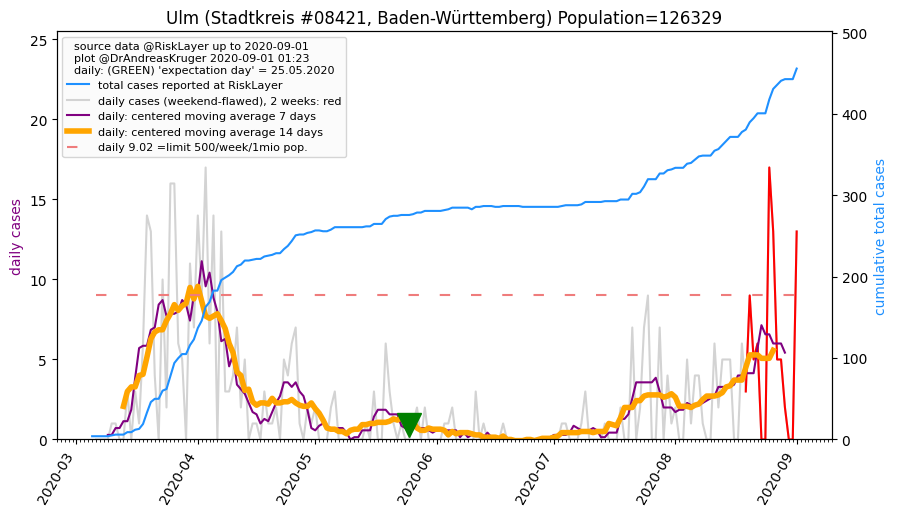 Ulm (Stadtkreis #08421, Baden-Württemberg) Population=126329
source data @RiskLayer up to 2020-09-01
plot @DrAndreasKruger 2020-09-01 01:23
daily: (GREEN) 'expectation day' = 25.05.2020
total cases reported at RiskLayer
daily cases (weekend-flawed), 2 weeks: red
daily: centered moving average 7 days
daily: centered moving average 14 days
daily 9.02 =limit 500/week/1mio pop.
daily cases
25
20
15
10
5
0
cumulative total cases
500
400
300
200
100
0
2020-03
2020-04
2020-05
2020-06
2020-07
2020-08
2020-09